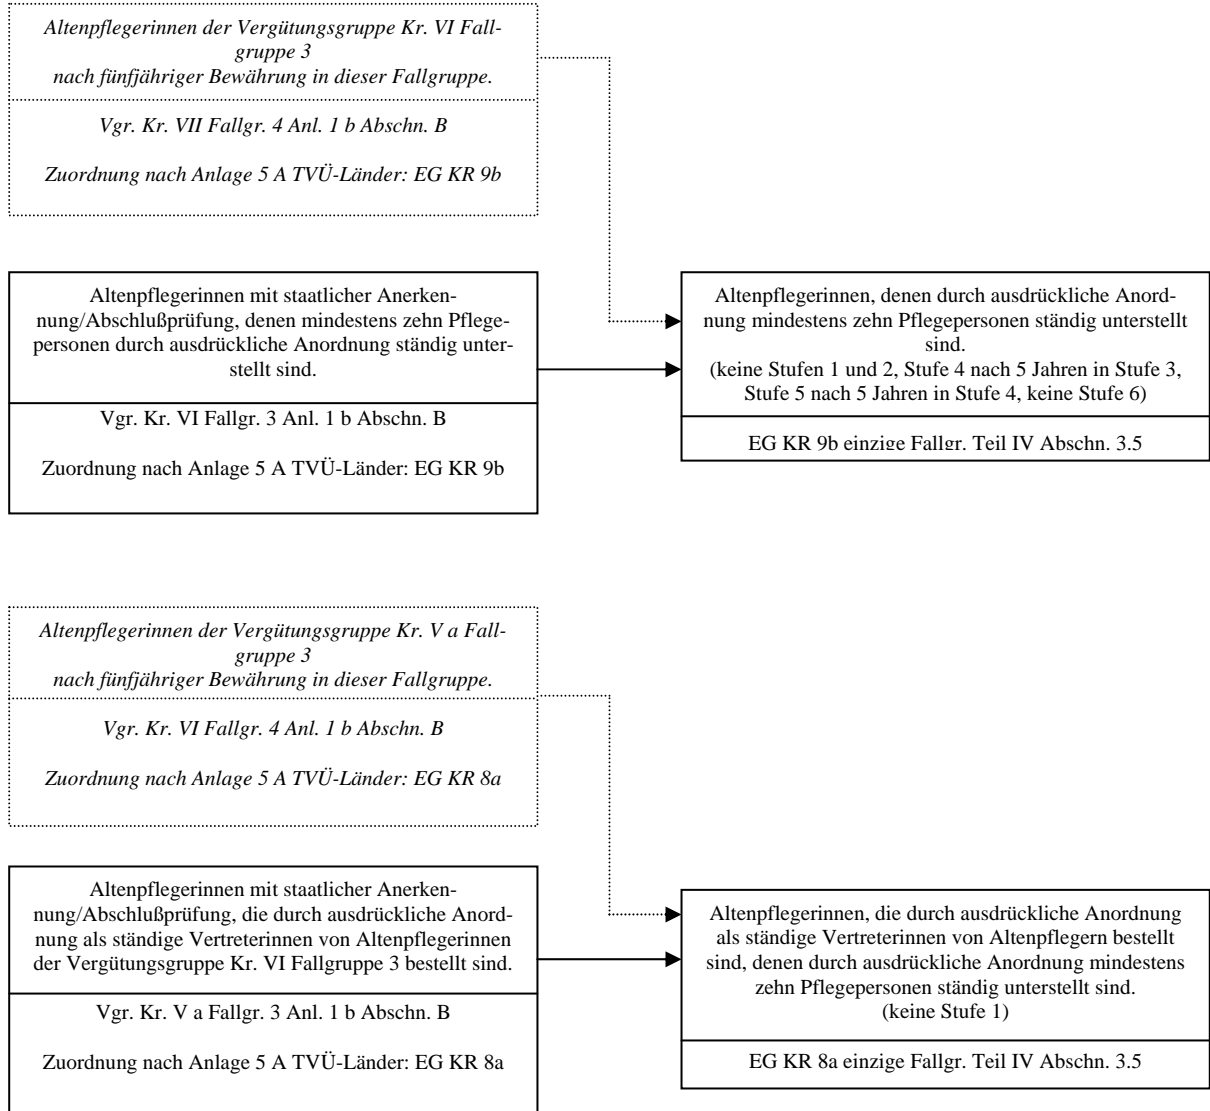 Altenpflegerinnen der Vergütungsgruppe Kr. VI Fall-
gruppe 3
nach fünfjähriger Bewährung in dieser Fallgruppe.
Vgr. Kr. VII Fallgr. 4 Anl. 1 b Abschn. B
Zuordnung nach Anlage 5 A TVÜ-Länder: EG KR 9b
Altenpflegerinnen mit staatlicher Anerken-
nung/Abschlußprüfung, denen mindestens zehn Pflege-
personen durch ausdrückliche Anordnung ständig unter-
stellt sind.
Vgr. Kr. VI Fallgr. 3 Anl. 1 b Abschn. B
Zuordnung nach Anlage 5 A TVÜ-Länder: EG KR 9b
Altenpflegerinnen, denen durch ausdrückliche Anord-
nung mindestens zehn Pflegepersonen ständig unterstellt
sind.
(keine Stufen 1 und 2, Stufe 4 nach 5 Jahren in Stufe 3,
Stufe 5 nach 5 Jahren in Stufe 4, keine Stufe 6)
EG KR 9b einzige Fallgr. Teil IV Abschn. 3.5
Altenpflegerinnen der Vergütungsgruppe Kr. V a Fall-
gruppe 3
nach fünfjähriger Bewährung in dieser Fallgruppe.
Vgr. Kr. VI Fallgr. 4 Anl. 1 b Abschn. B
Zuordnung nach Anlage 5 A TVÜ-Länder: EG KR 8a
Altenpflegerinnen mit staatlicher Anerken-
nung/Abschlußprüfung, die durch ausdrückliche Anord-
nung als ständige Vertreterinnen von Altenpflegerinnen
der Vergütungsgruppe Kr. VI Fallgruppe 3 bestellt sind.
Vgr. Kr. V a Fallgr. 3 Anl. 1 b Abschn. B
Zuordnung nach Anlage 5 A TVÜ-Länder: EG KR 8a
Altenpflegerinnen, die durch ausdrückliche Anordnung
als ständige Vertreterinnen von Altenpflegern bestellt
sind, denen durch ausdrückliche Anordnung mindestens
zehn Pflegepersonen ständig unterstellt sind.
(keine Stufe 1)
EG KR 8a einzige Fallgr. Teil IV Abschn. 3.5